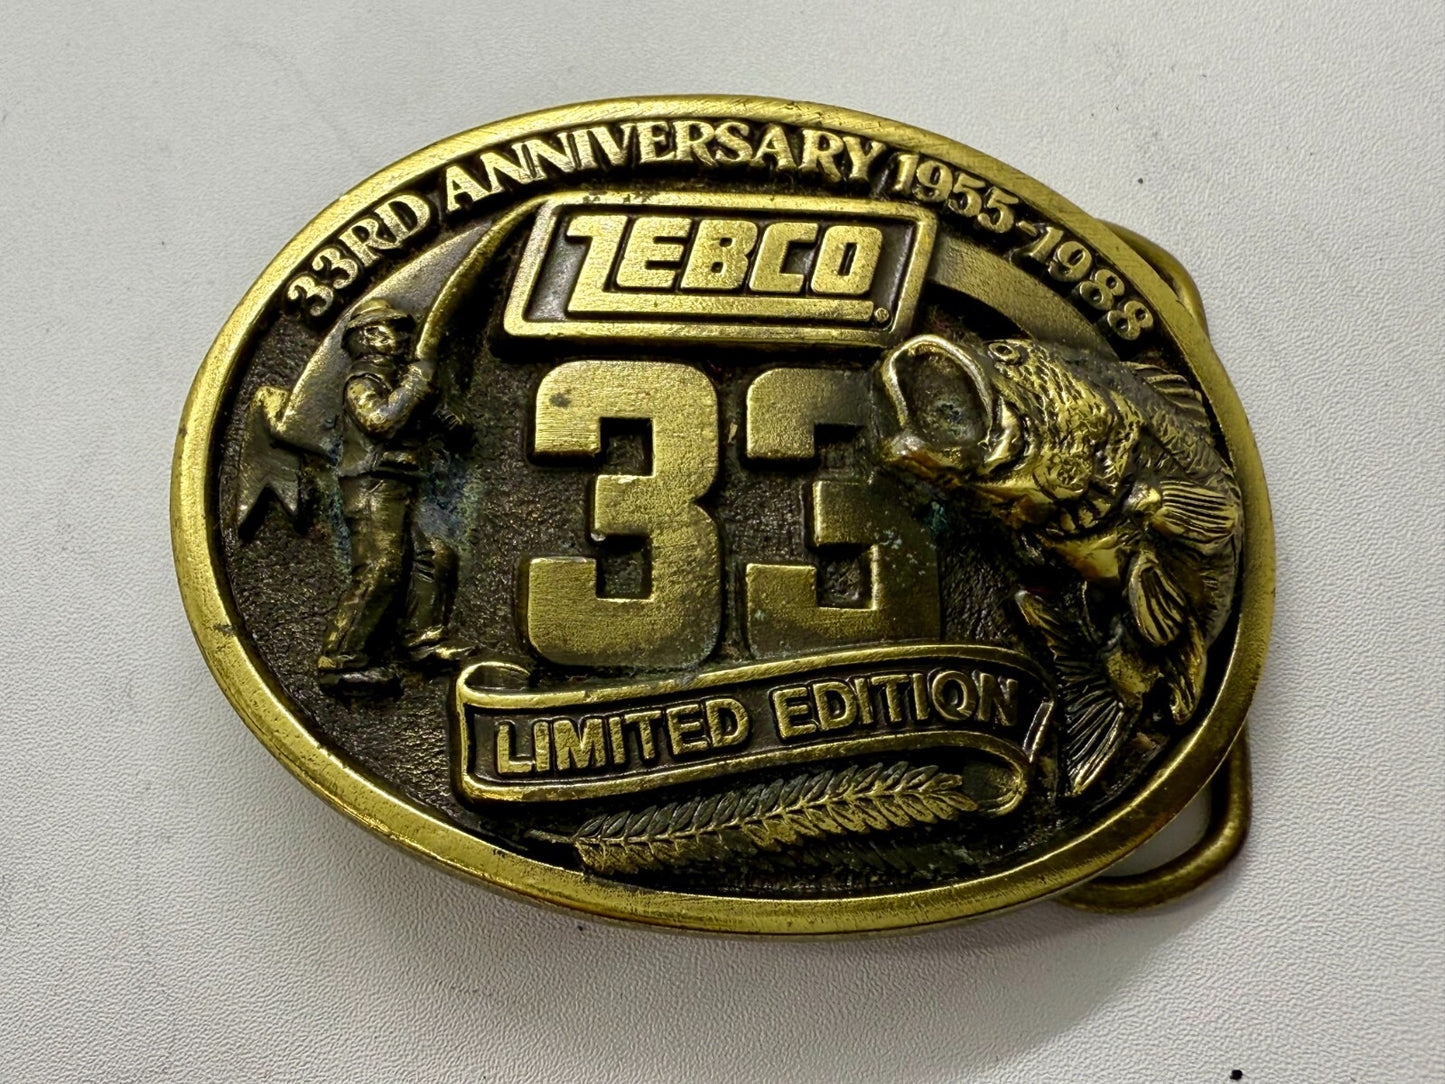 33RD ANNIVERSARY 1955-1988
ZEBCO®
33
LIMITED EDITION